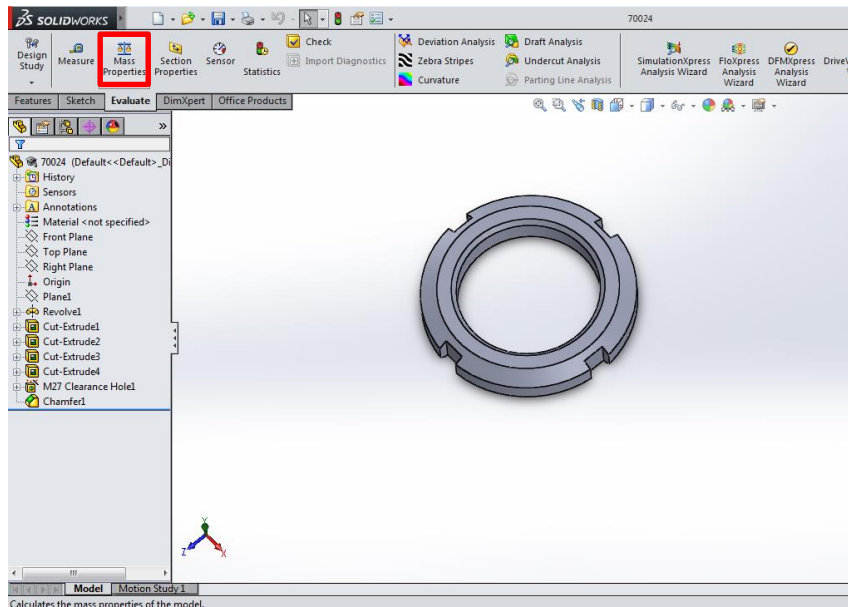 SOLIDWORKS
70024
Design Study
Measure
Mass Properties
Section Properties
Sensor
Statistics
Check
Import Diagnostics
Deviation Analysis
Zebra Stripes
Curvature
Draft Analysis
Undercut Analysis
Parting Line Analysis
SimulationXpress Analysis Wizard
FloXpress Analysis Wizard
DFMXpress Analysis Wizard
Features Sketch Evaluate DimXpert Office Products
70024 (Default<<Default>_Di
History
Sensors
Annotations
Material <not specified>
Front Plane
Top Plane
Right Plane
Origin
Plane1
Revolve1
Cut-Extrude1
Cut-Extrude2
Cut-Extrude3
Cut-Extrude4
M27 Clearance Hole1
Chamfer1
Y
Z
X
Model Motion Study 1
Calculates the mass properties of the model.